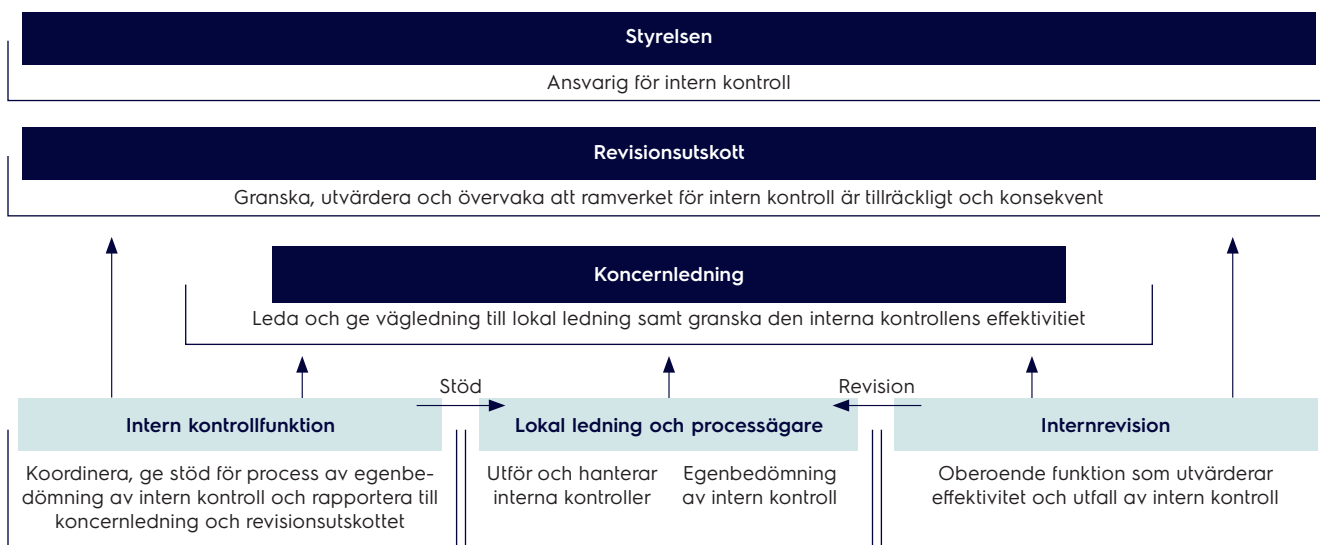 Styrelsen
Ansvarig för intern kontroll
Revisionsutskott
Granska, utvärdera och övervaka att ramverket för intern kontroll är tillräckligt och konsekvent
Koncernledning
Leda och ge vägledning till lokal ledning samt granska den interna kontrollens effektivitiet
Stöd
Revision
Intern kontrollfunktion
Koordinera, ge stöd för process av egenbe-
dömning av intern kontroll och rapportera till
koncernledning och revisionsutskottet
Lokal ledning och processägare
Utför och hanterar
interna kontroller
Egenbedömning
av intern kontroll
Internrevision
Oberoende funktion som utvärderar
effektivitet och utfall av intern kontroll